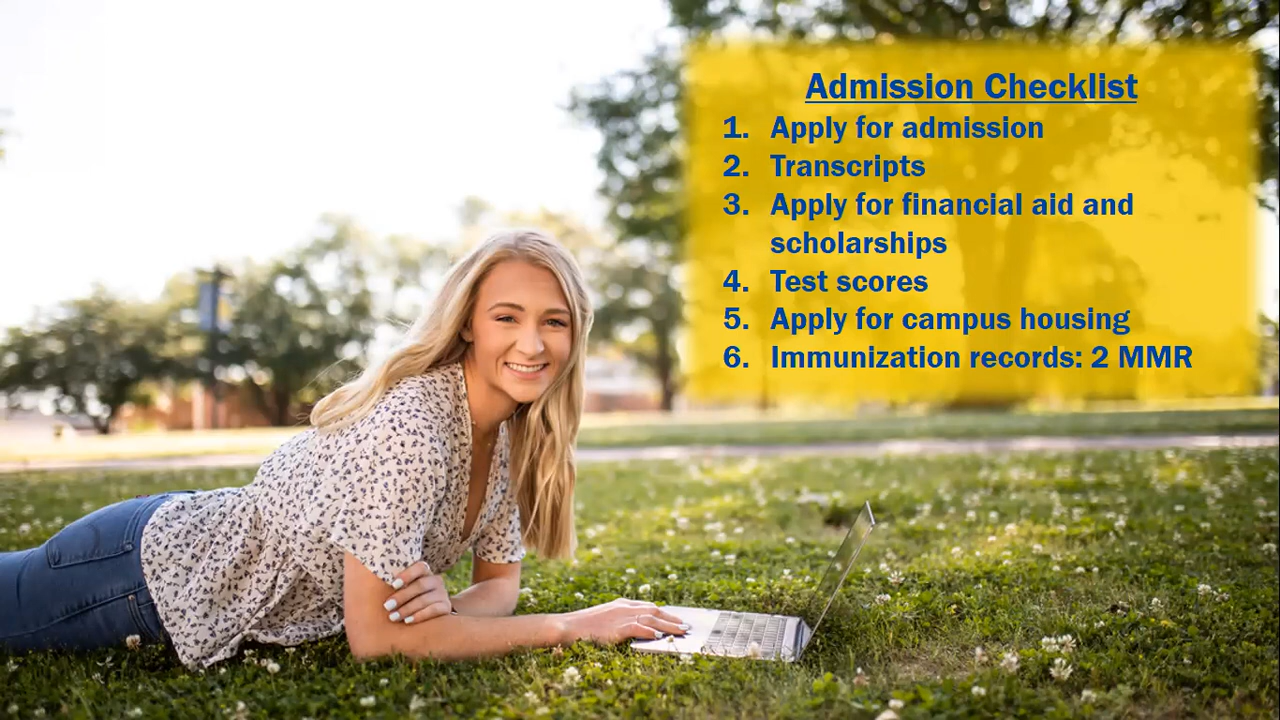 Admission Checklist
1. Apply for admission
2. Transcripts
3. Apply for financial aid and
scholarships
4. Test scores
5. Apply for campus housing
6. Immunization records: 2 MMR